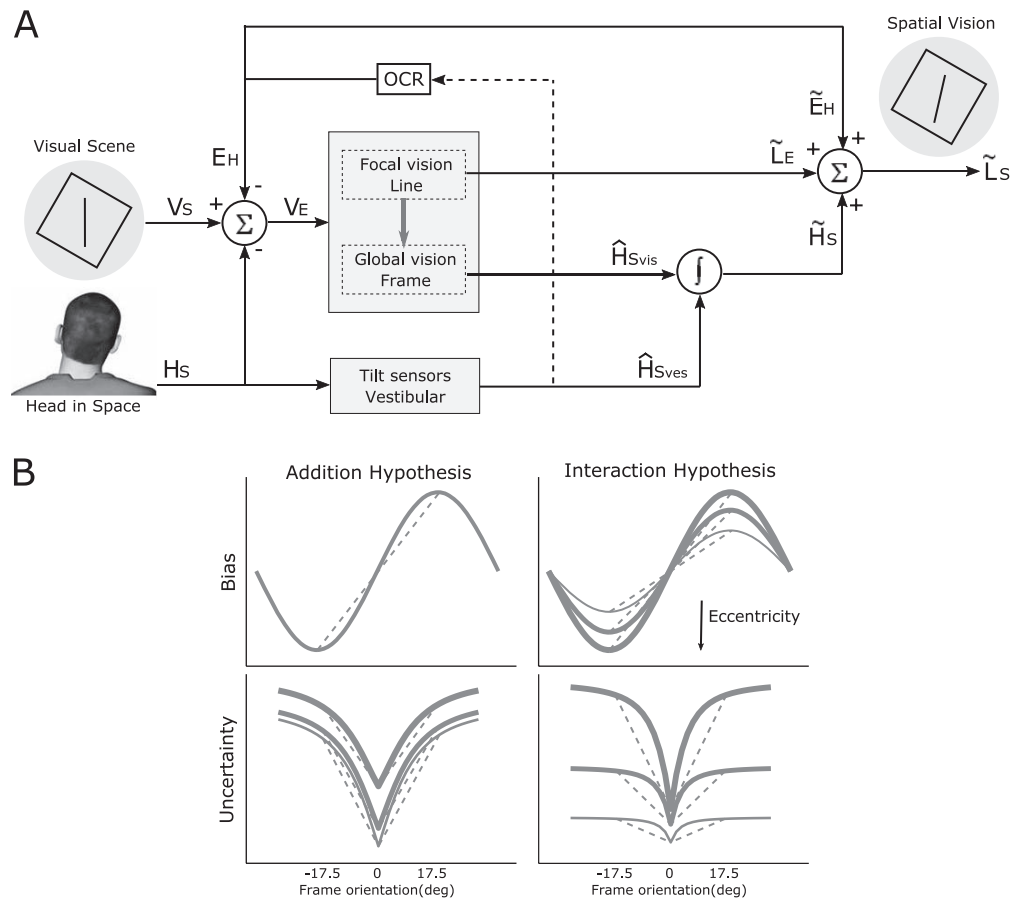 A
Spatial Vision
OCR
Ẽ_H
Visual Scene
E_H
-
Focal vision
Line
L̃_E
+
+
Σ
L̃_S
V_S
+
Σ
V_E
-
+
H̃_S
Global vision
Frame
Ĥ_Svis
∫
H_S
Tilt sensors
Vestibular
Ĥ_Sves
Head in Space
B
Addition Hypothesis
Interaction Hypothesis
Bias
Eccentricity
Uncertainty
-17.5 0 17.5
Frame orientation(deg)
-17.5 0 17.5
Frame orientation(deg)